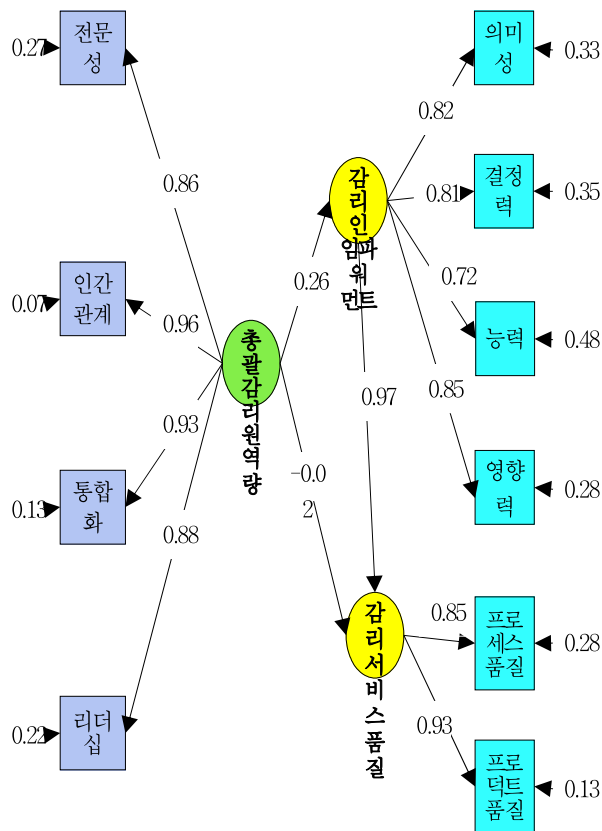 전문
성
0.27
인간
관계
0.07
통합
화
0.13
리더
십
0.22
0.86
0.96
0.93
0.88
총
괄
감
리
원
역
량
0.26
-0.0
2
감
리
인
임파
워
먼트
0.97
감
리
서
비
스
품
질
0.82
0.81
0.72
0.85
0.85
0.93
의미
성
0.33
결정
력
0.35
능력
0.48
영향
력
0.28
프로
세스
품질
0.28
프로
덕트
품질
0.13